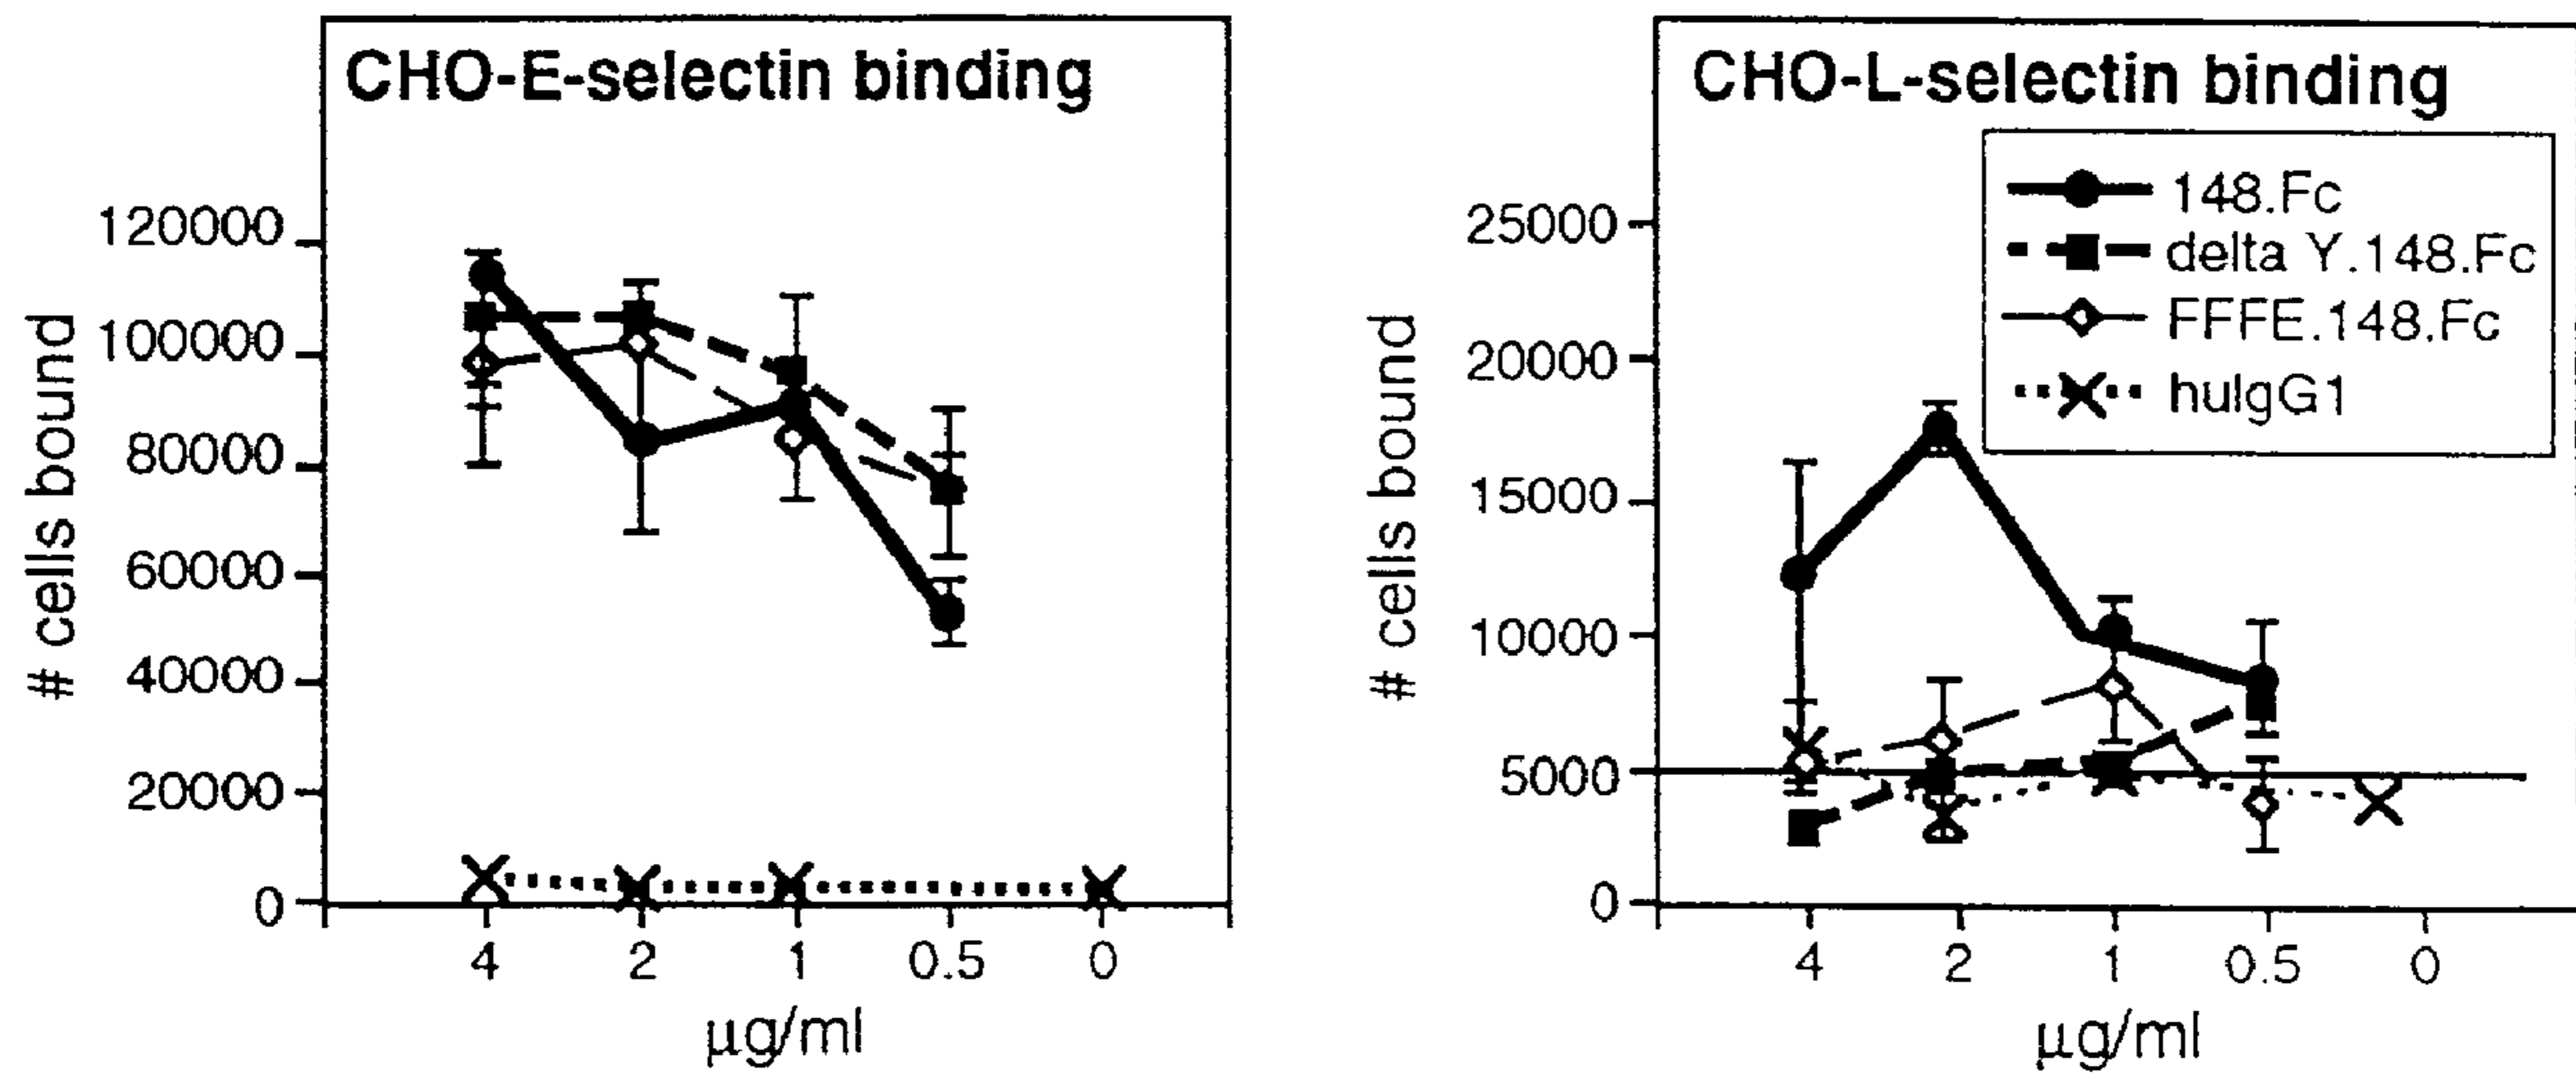 CHO-E-selectin binding
# cells bound
120000
100000
80000
60000
40000
20000
0
4 2 1 0.5 0
µg/ml
CHO-L-selectin binding
148.Fc
delta Y.148.Fc
FFFE.148.Fc
huIgG1
# cells bound
25000
20000
15000
10000
5000
0
4 2 1 0.5 0
µg/ml